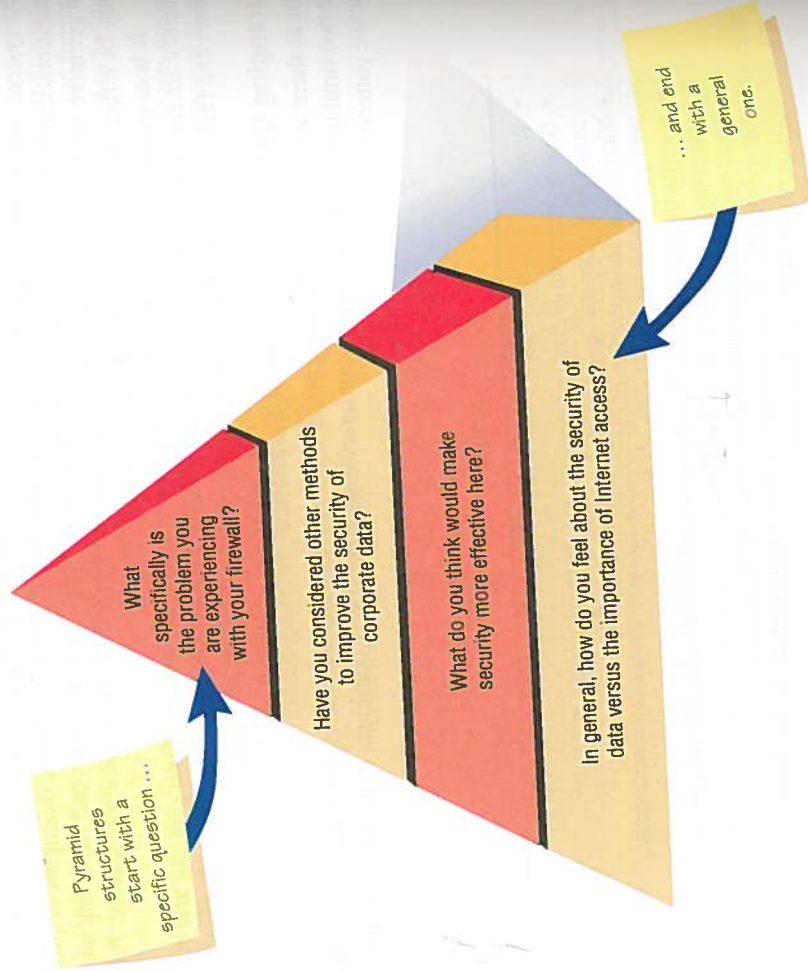 Pyramid
structures
start with a
specific question ...
What
specifically is
the problem you
are experiencing
with your firewall?
Have you considered other methods
to improve the security of
corporate data?
What do you think would make
security more effective here?
In general, how do you feel about the security of
data versus the importance of Internet access?
... and end
with a
general
one.